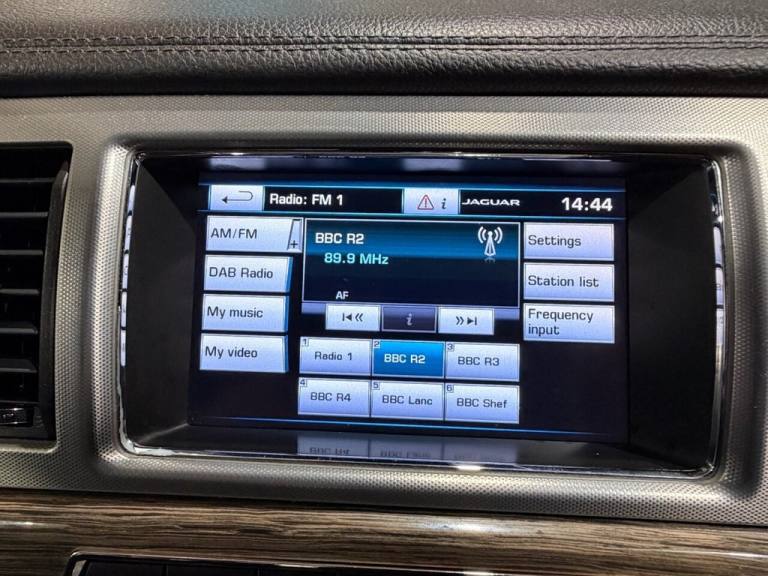 Radio: FM 1
i
JAGUAR
14:44
AM/FM
+
DAB Radio
My music
My video
BBC R2
89.9 MHz
AF
i
Settings
Station list
Frequency
input
1 Radio 1
2 BBC R2
3 BBC R3
4 BBC R4
5 BBC Lanc
6 BBC Shef